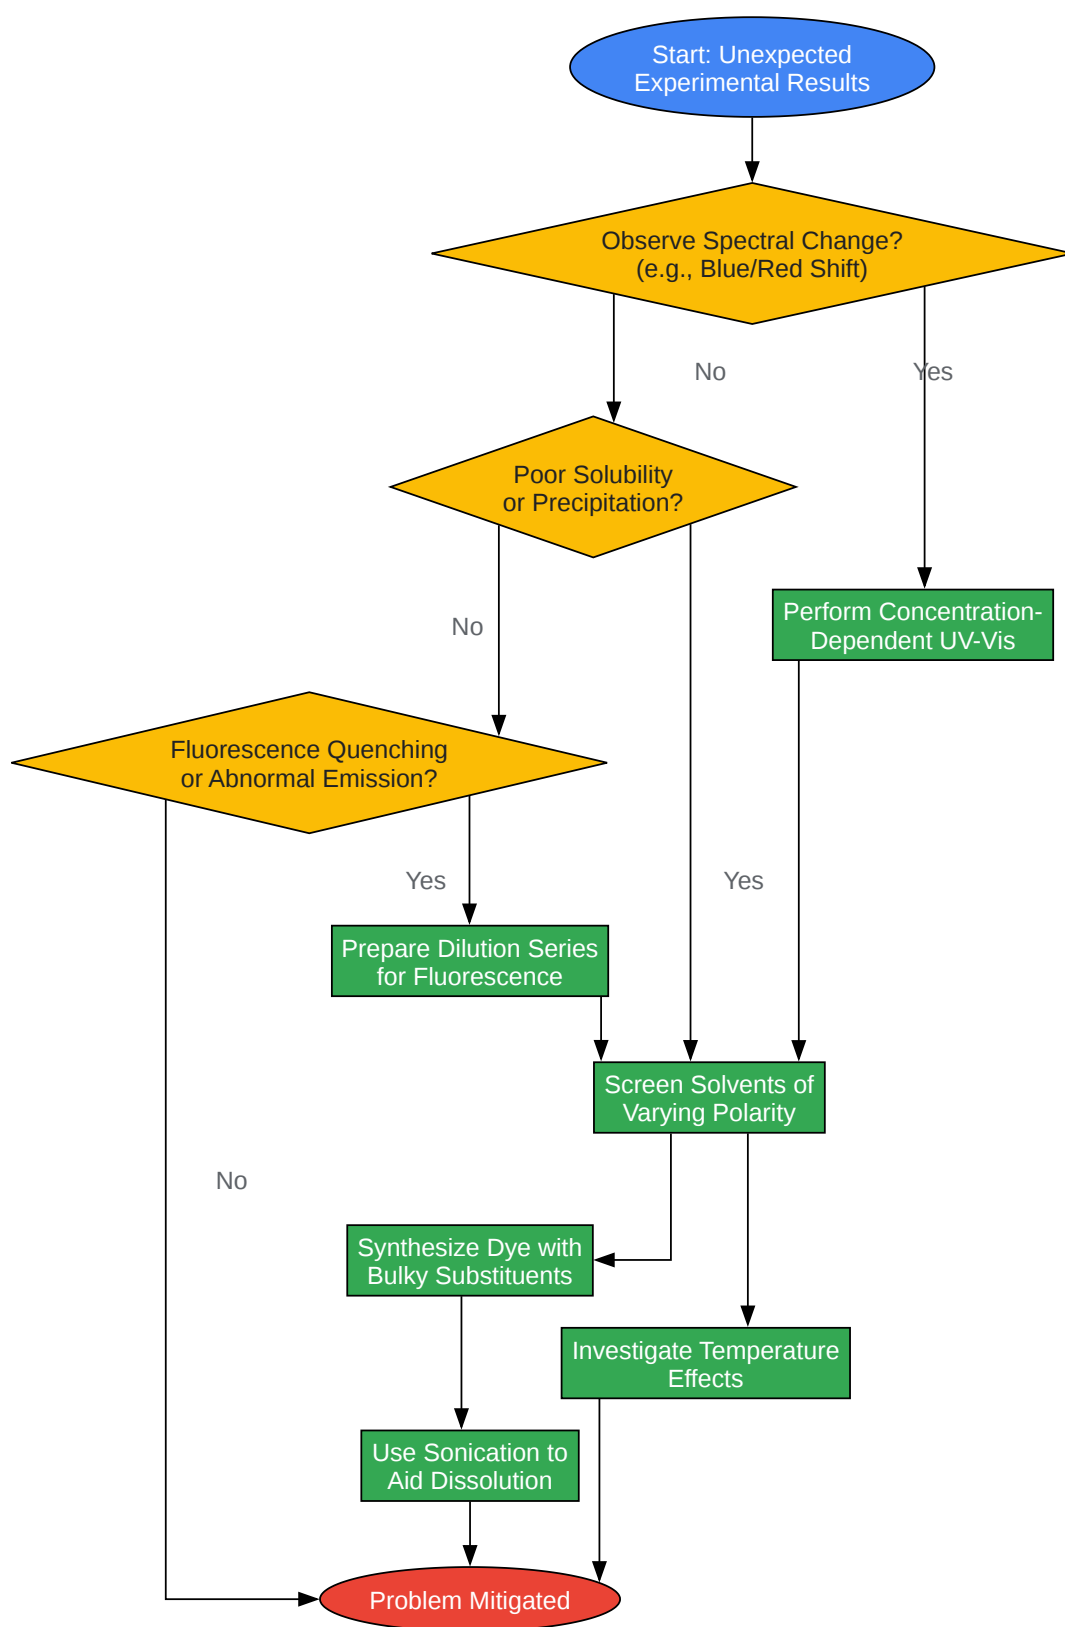 Start: Unexpected
Experimental Results
Observe Spectral Change?
(e.g., Blue/Red Shift)
No
Yes
Poor Solubility
or Precipitation?
Perform Concentration-
Dependent UV-Vis
No
Fluorescence Quenching
or Abnormal Emission?
Yes
Yes
Prepare Dilution Series
for Fluorescence
Screen Solvents of
Varying Polarity
No
Synthesize Dye with
Bulky Substituents
Investigate Temperature
Effects
Use Sonication to
Aid Dissolution
Problem Mitigated